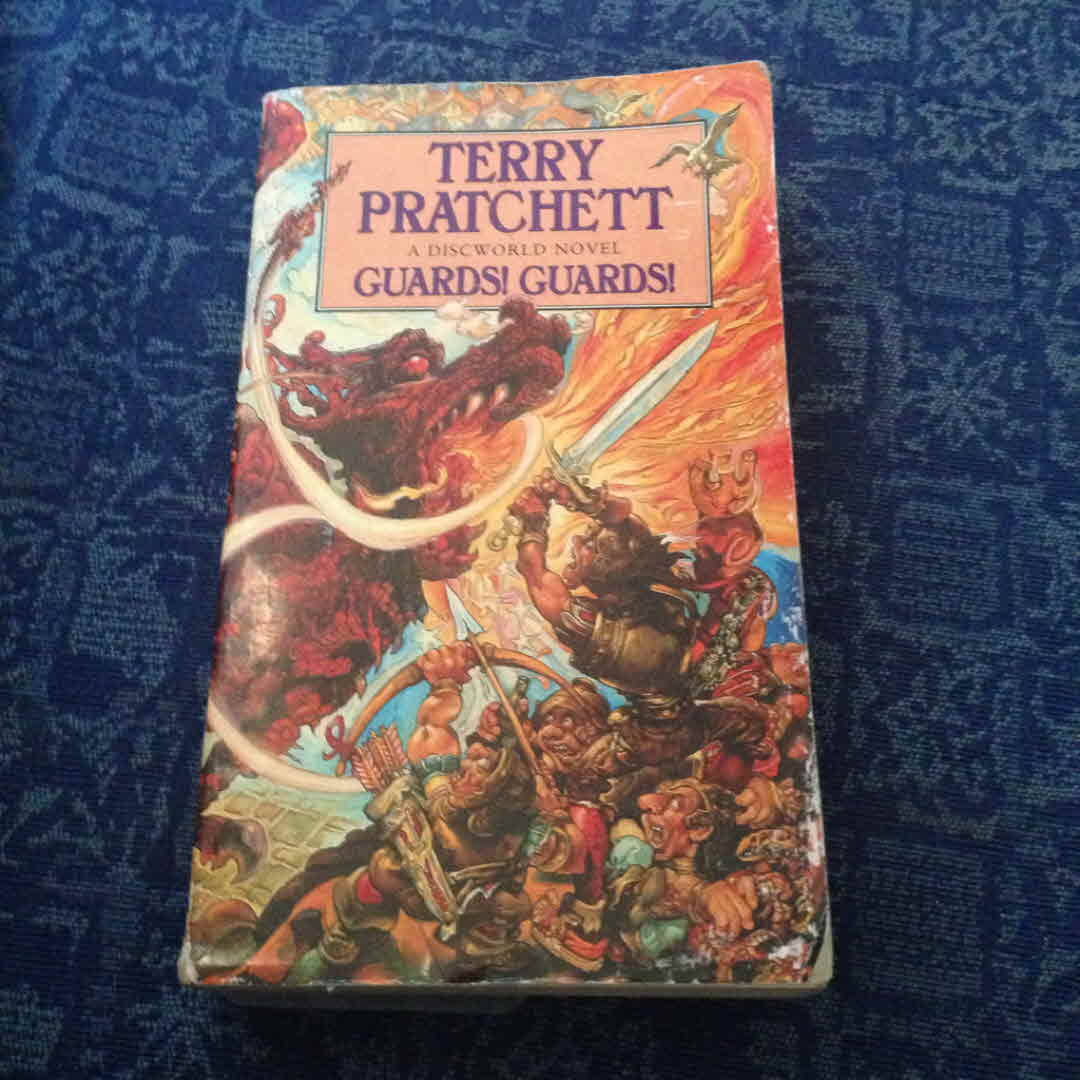 TERRY
PRATCHETT
A DISCWORLD NOVEL
GUARDS! GUARDS!